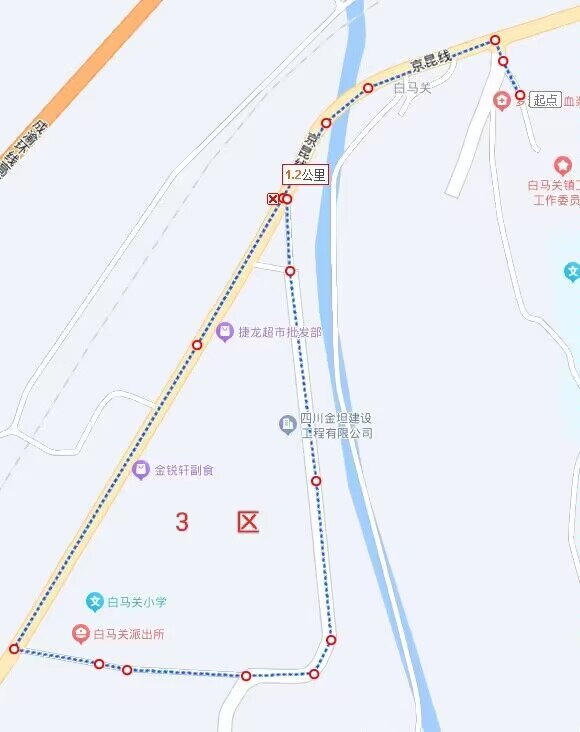 京昆线
白马关
起点
成渝环线高
京昆线
1.2公里
白马关镇
工作委员
捷龙超市批发部
四川金坦建设
工程有限公司
金锐轩副食
3 区
白马关小学
白马关派出所